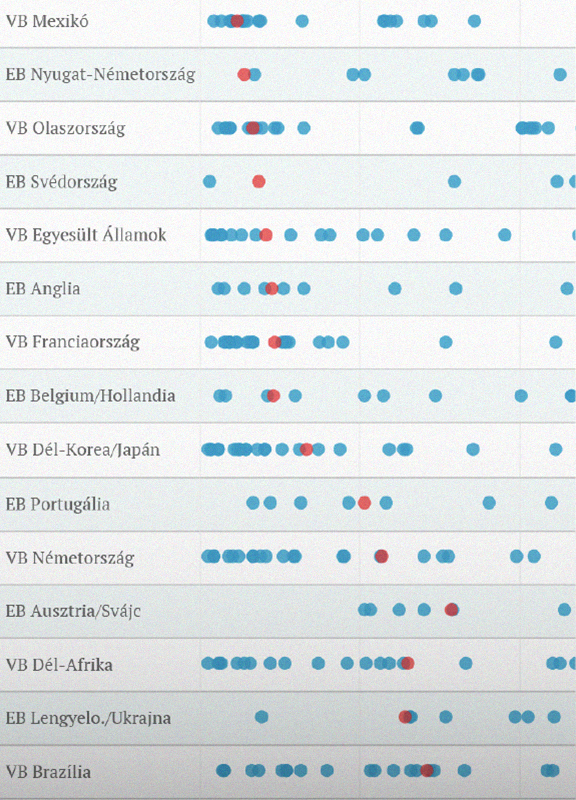 VB Mexikó
EB Nyugat-Németország
VB Olaszország
EB Svédország
VB Egyesült Államok
EB Anglia
VB Franciaország
EB Belgium/Hollandia
VB Dél-Korea/Japán
EB Portugália
VB Németország
EB Ausztria/Svájc
VB Dél-Afrika
EB Lengyelo./Ukrajna
VB Brazília